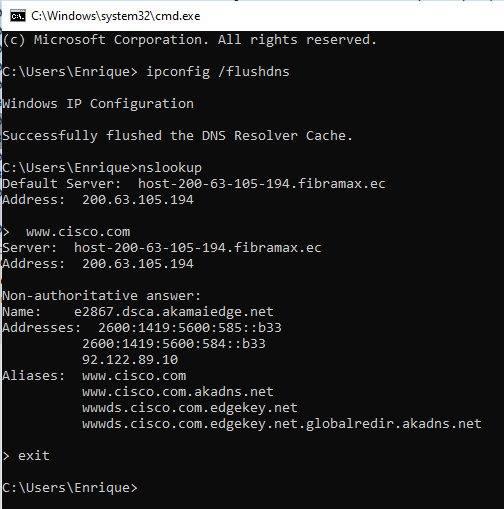 C:\Windows\system32\cmd.exe
(c) Microsoft Corporation. All rights reserved.
C:\Users\Enrique> ipconfig /flushdns
Windows IP Configuration
Successfully flushed the DNS Resolver Cache.
C:\Users\Enrique>nslookup
Default Server:  host-200-63-105-194.fibramax.ec
Address:  200.63.105.194
>  www.cisco.com
Server:  host-200-63-105-194.fibramax.ec
Address:  200.63.105.194
Non-authoritative answer:
Name:    e2867.dsca.akamaiedge.net
Addresses:  2600:1419:5600:585::b33
          2600:1419:5600:584::b33
          92.122.89.10
Aliases:  www.cisco.com
          www.cisco.com.akadns.net
          wwwds.cisco.com.edgekey.net
          wwwds.cisco.com.edgekey.net.globalredir.akadns.net
> exit
C:\Users\Enrique>